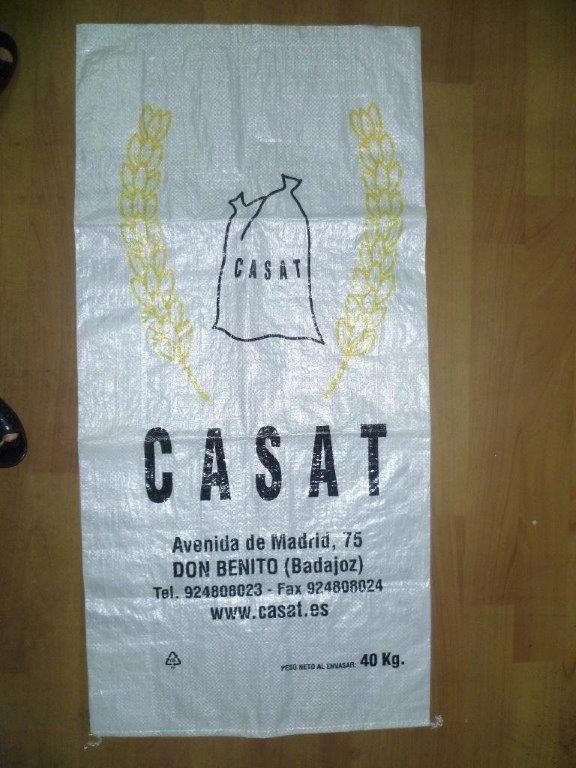 CASAT
CASAT
Avenida de Madrid, 75
DON BENITO (Badajoz)
Tel. 924808023 - Fax 924808024
www.casat.es
PESO NETO AL ENVASAR: 40 Kg.